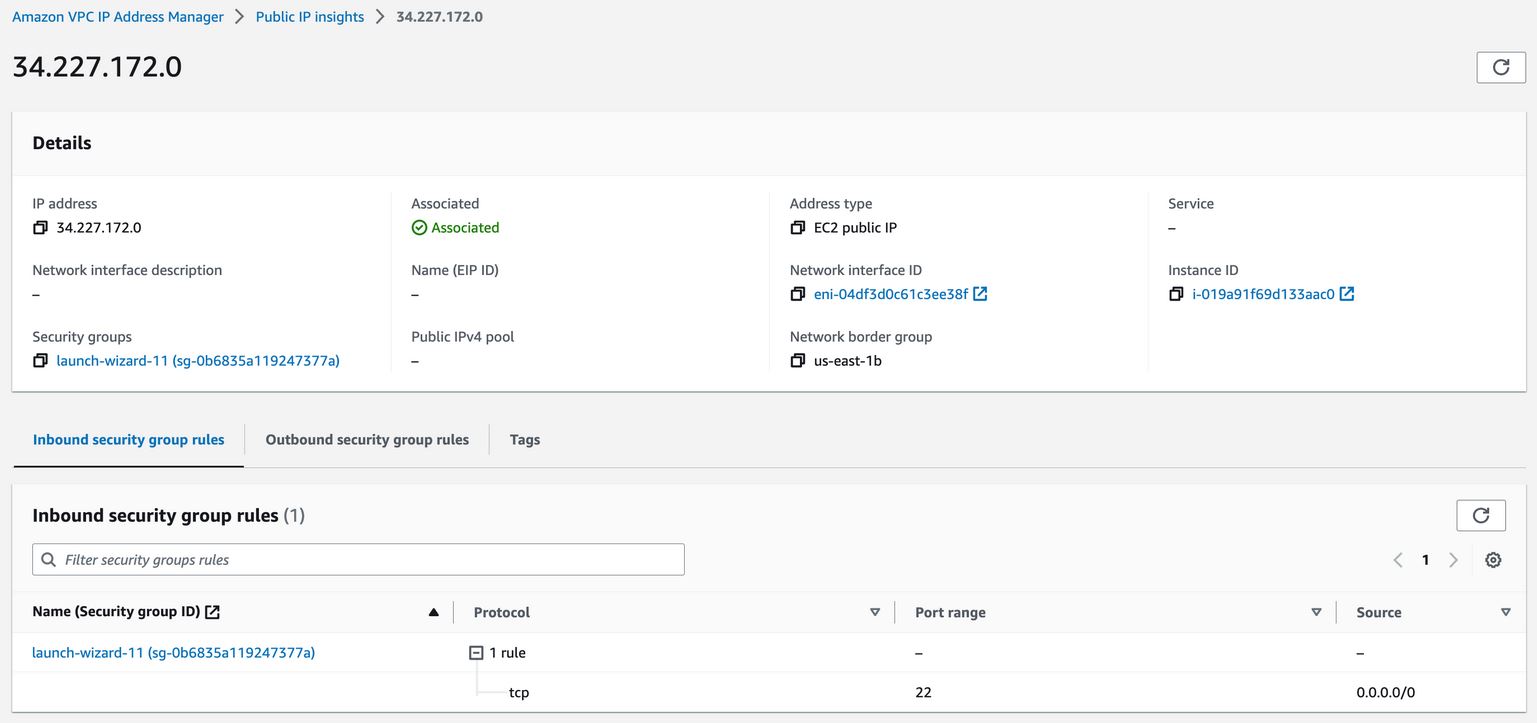 Amazon VPC IP Address Manager > Public IP insights > 34.227.172.0
34.227.172.0
Details
IP address
34.227.172.0
Associated
Associated
Address type
EC2 public IP
Service
–
Network interface description
–
Name (EIP ID)
–
Network interface ID
eni-04df3d0c61c3ee38f
Instance ID
i-019a91f69d133aac0
Security groups
launch-wizard-11 (sg-0b6835a119247377a)
Public IPv4 pool
–
Network border group
us-east-1b
Inbound security group rules Outbound security group rules Tags
Inbound security group rules (1)
Filter security groups rules
1
Name (Security group ID) Protocol Port range Source
launch-wizard-11 (sg-0b6835a119247377a) 1 rule – –
tcp 22 0.0.0.0/0